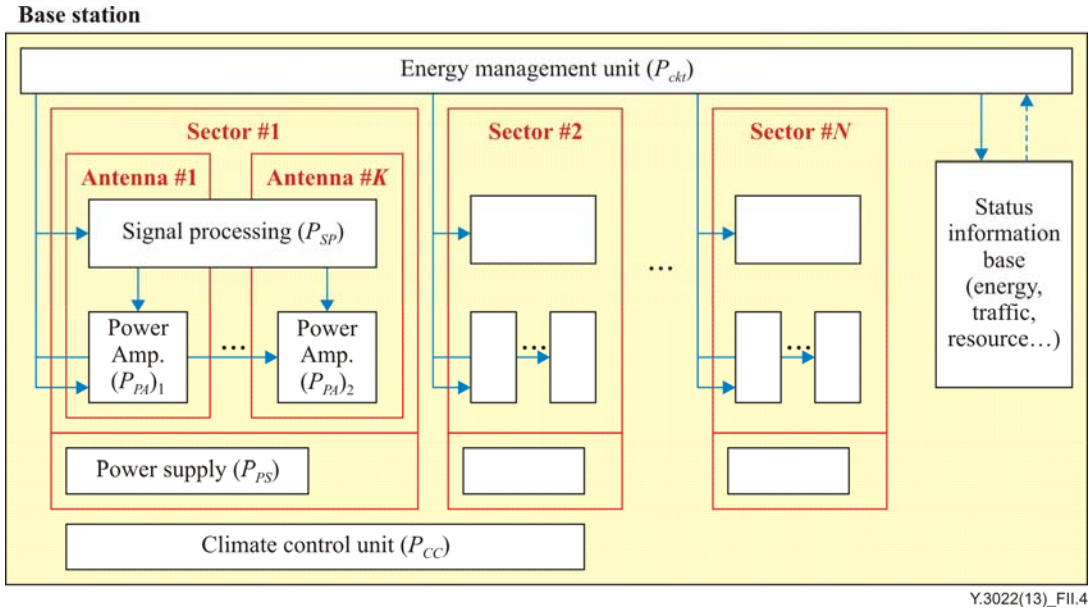 Base station
Energy management unit (Pckt)
Sector #1
Sector #2
Sector #N
Antenna #1
Antenna #K
Signal processing (PSP)
Status
information
base
(energy,
traffic,
resource…)
…
Power
Amp.
(PPA)1
…
Power
Amp.
(PPA)2
…
…
Power supply (PPS)
Climate control unit (PCC)
Y.3022(13)_FII.4